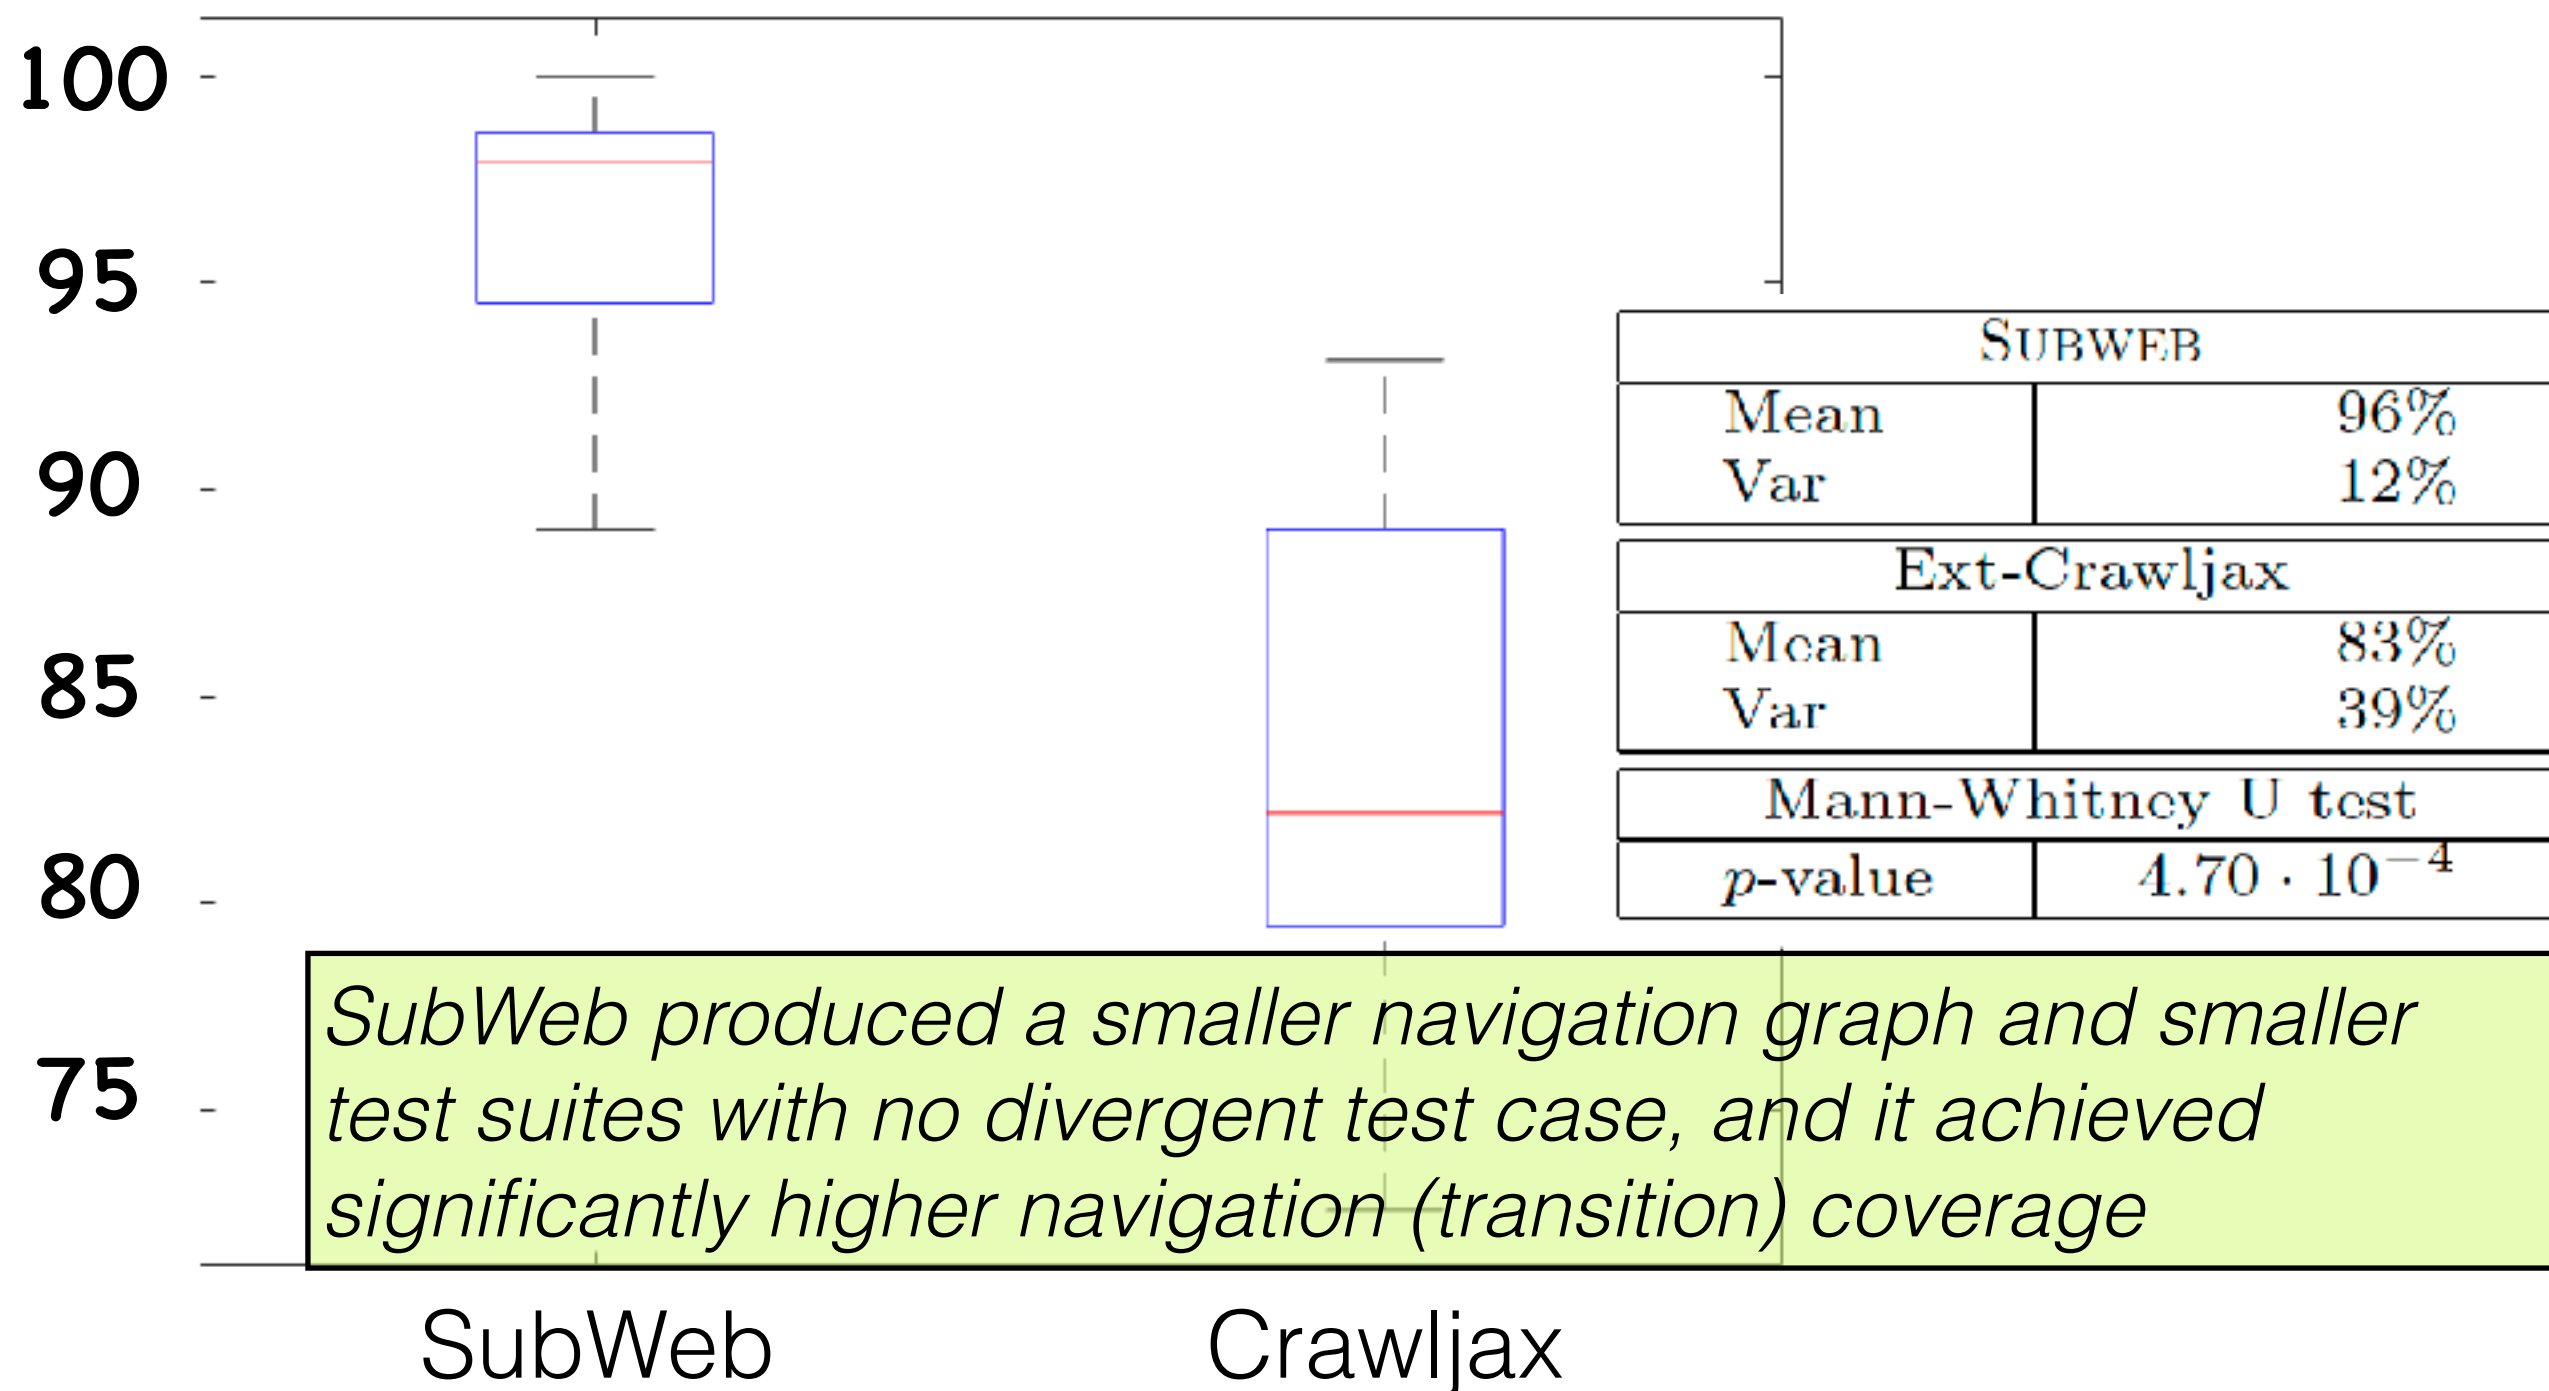 100
95
90
85
80
75
SUBWEB
Mean 96%
Var 12%
Ext-Crawljax
Mean 83%
Var 39%
Mann-Whitney U test
p-value 4.70 · 10⁻⁴
SubWeb produced a smaller navigation graph and smaller
test suites with no divergent test case, and it achieved
significantly higher navigation (transition) coverage
SubWeb Crawljax